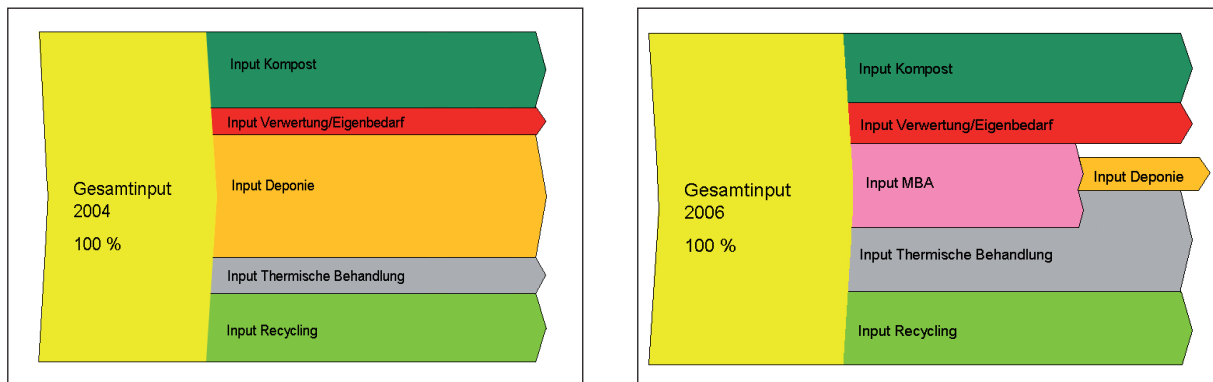 Input Kompost
Input Verwertung/Eigenbedarf
Input Deponie
Gesamtinput
2004
100 %
Input Thermische Behandlung
Input Recycling
Input Kompost
Input Verwertung/Eigenbedarf
Input MBA
Input Deponie
Gesamtinput
2006
100 %
Input Thermische Behandlung
Input Recycling